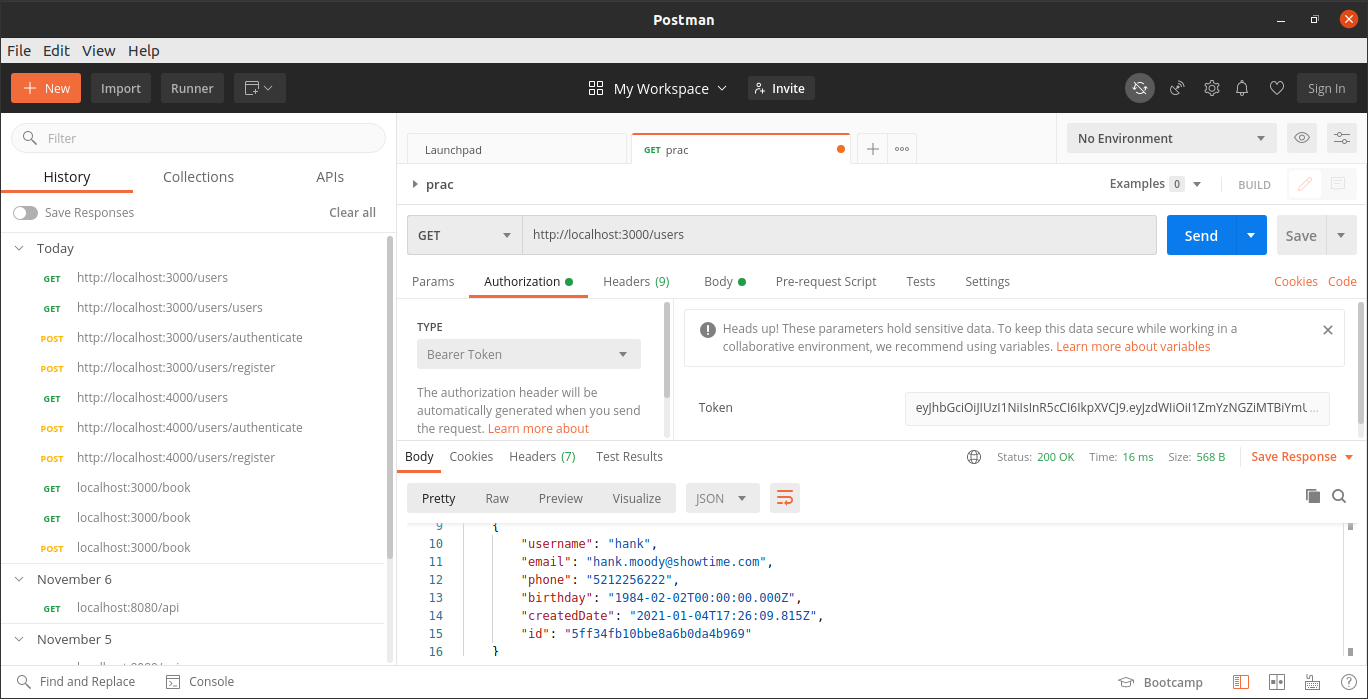 Postman
File Edit View Help
+ New Import Runner My Workspace Invite Sign In
Filter
History Collections APIs
Save Responses Clear all
Today
GET http://localhost:3000/users
GET http://localhost:3000/users/users
POST http://localhost:3000/users/authenticate
POST http://localhost:3000/users/register
GET http://localhost:4000/users
POST http://localhost:4000/users/authenticate
POST http://localhost:4000/users/register
GET localhost:3000/book
GET localhost:3000/book
POST localhost:3000/book
November 6
GET localhost:8080/api
November 5
Launchpad GET prac No Environment
prac Examples 0 BUILD
GET http://localhost:3000/users Send Save
Params Authorization Headers (9) Body Pre-request Script Tests Settings Cookies Code
TYPE
Bearer Token
The authorization header will be
automatically generated when you send
the request. Learn more about
Heads up! These parameters hold sensitive data. To keep this data secure while working in a
collaborative environment, we recommend using variables. Learn more about variables
Token
Body Cookies Headers (7) Test Results Status: 200 OK Time: 16 ms Size: 568 B Save Response
Pretty Raw Preview Visualize JSON
9 {
10 "username": "hank",
11 "email": "hank.moody@showtime.com",
12 "phone": "5212256222",
13 "birthday": "1984-02-02T00:00:00.000Z",
14 "createdDate": "2021-01-04T17:26:09.815Z",
15 "id": "5ff34fb10bbe8a6b0da4b969"
16 }
Find and Replace Console Bootcamp